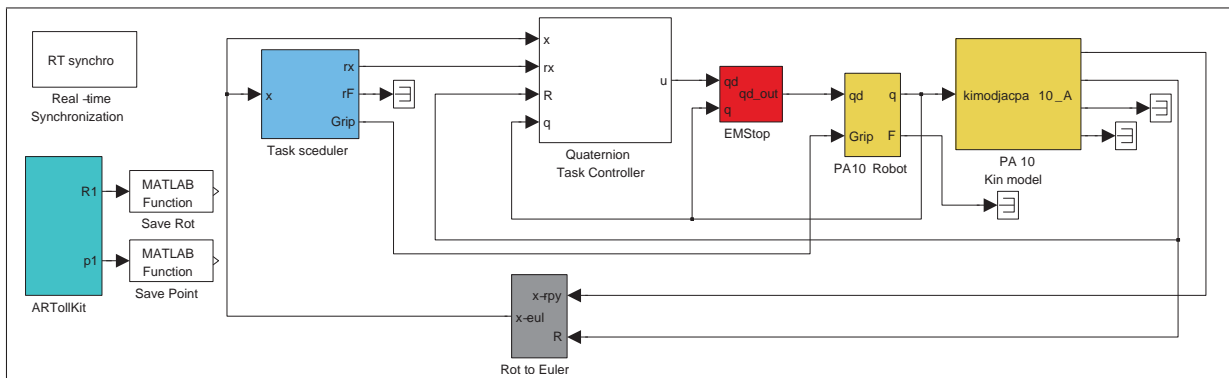 RT synchro
Real -time
Synchronization
x
rx
rF
Grip
Task sceduler
x
rx
R
q
u
Quaternion
Task Controller
qd
q
qd_out
EMStop
qd
Grip
q
F
PA10 Robot
kimodjacpa 10_A
PA 10
Kin model
R1
p1
ARTollKit
MATLAB
Function
Save Rot
MATLAB
Function
Save Point
x-rpy
x-eul
R
Rot to Euler